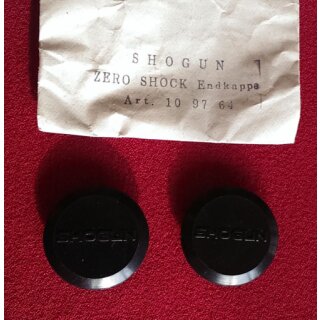 SHOGUN
ZERO SHOCK Endkappe
Art. 10 97 64
SHOGUN SHOGUN